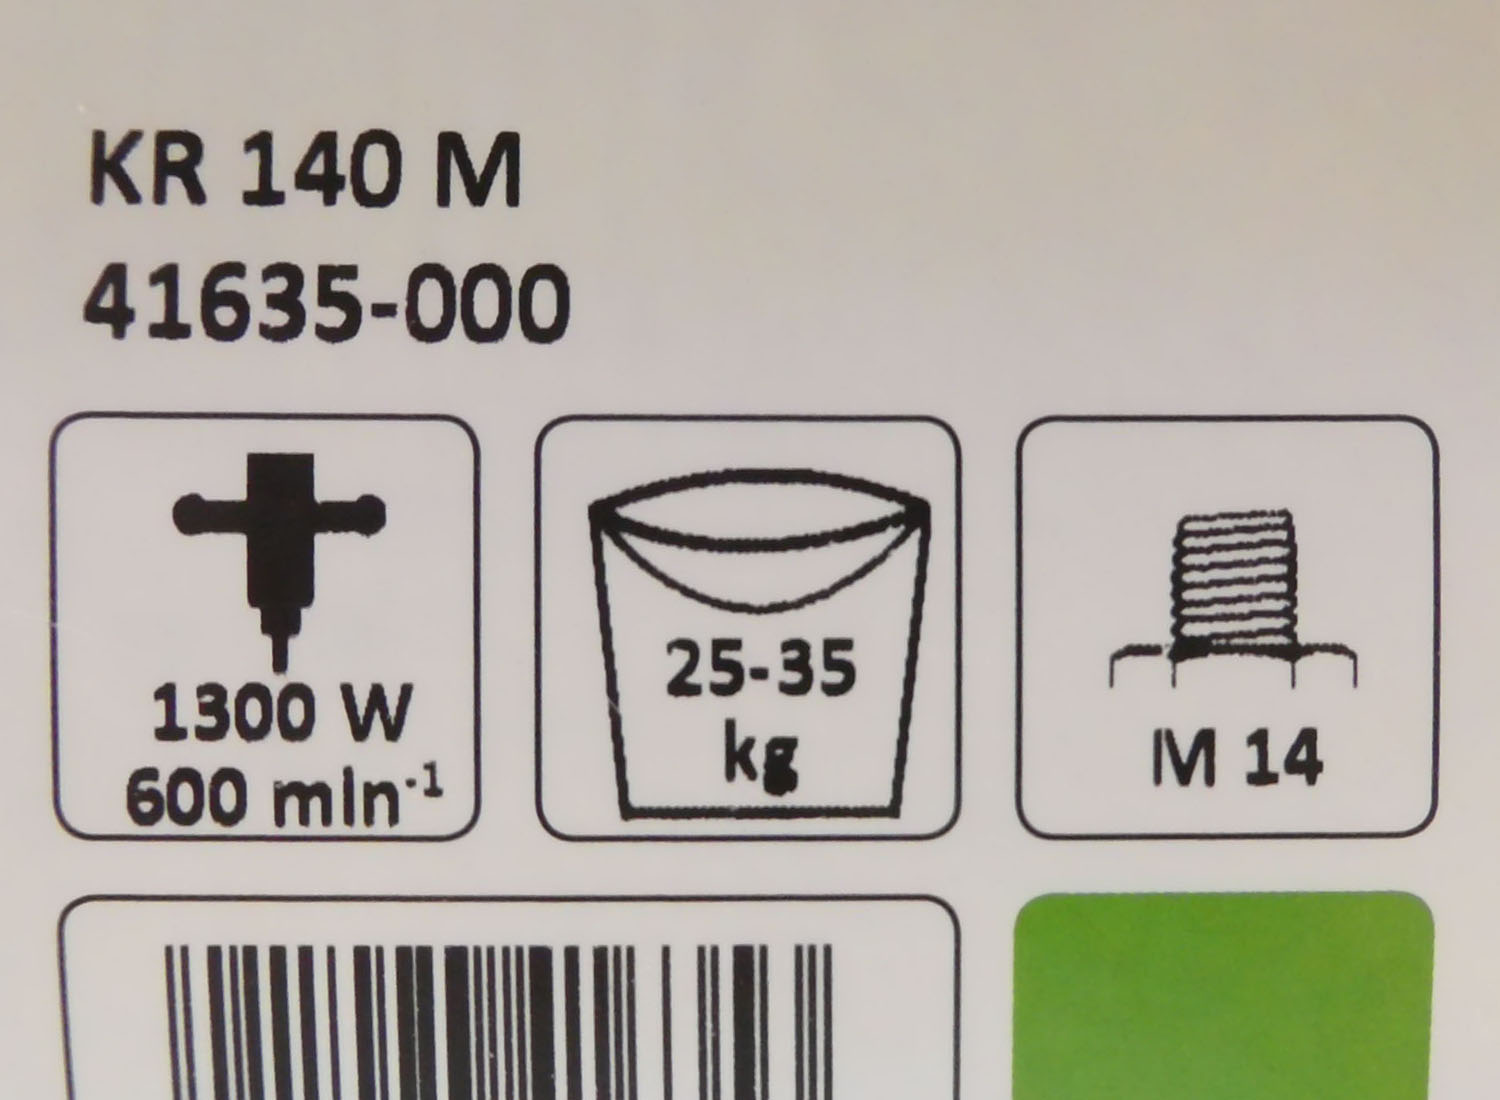 KR 140 M
41635-000
1300 W
600 min⁻¹
25-35
kg
M 14